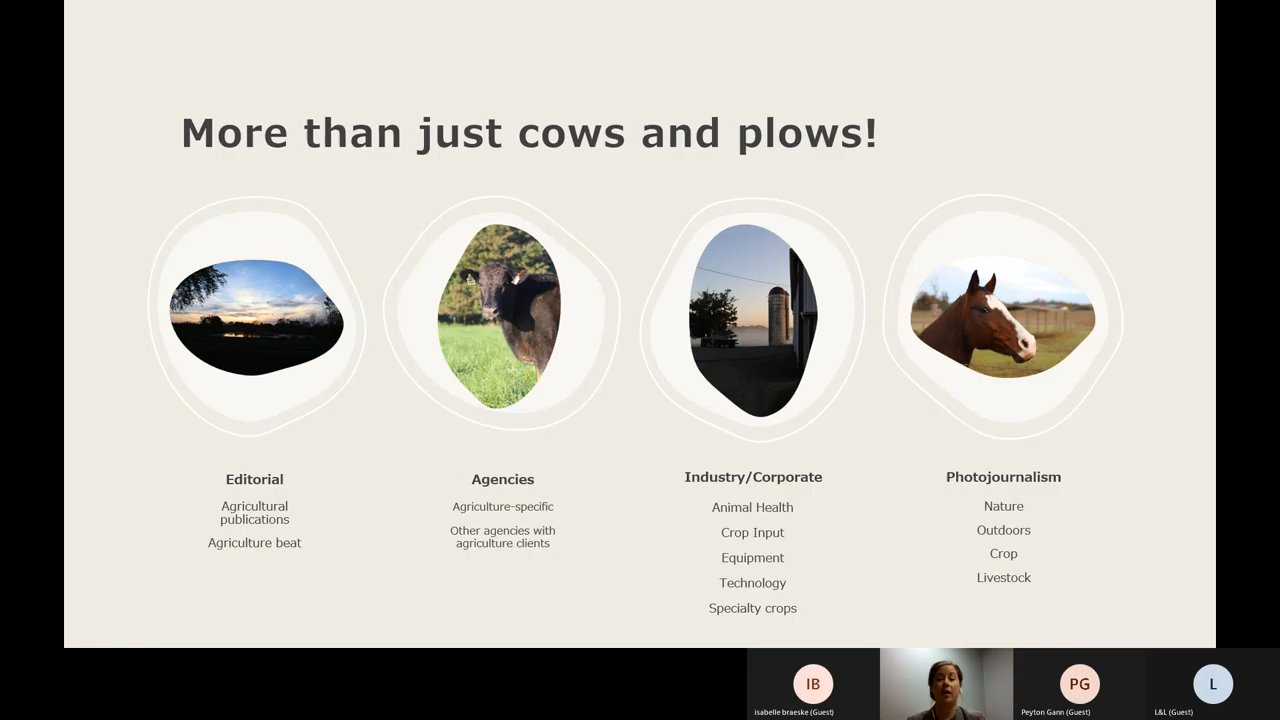 More than just cows and plows!
Editorial
Agricultural
publications
Agriculture beat
Agencies
Agriculture-specific
Other agencies with
agriculture clients
Industry/Corporate
Animal Health
Crop Input
Equipment
Technology
Specialty crops
Photojournalism
Nature
Outdoors
Crop
Livestock
IB
isabelle braeske (Guest)
PG
Peyton Gann (Guest)
L
L&L (Guest)